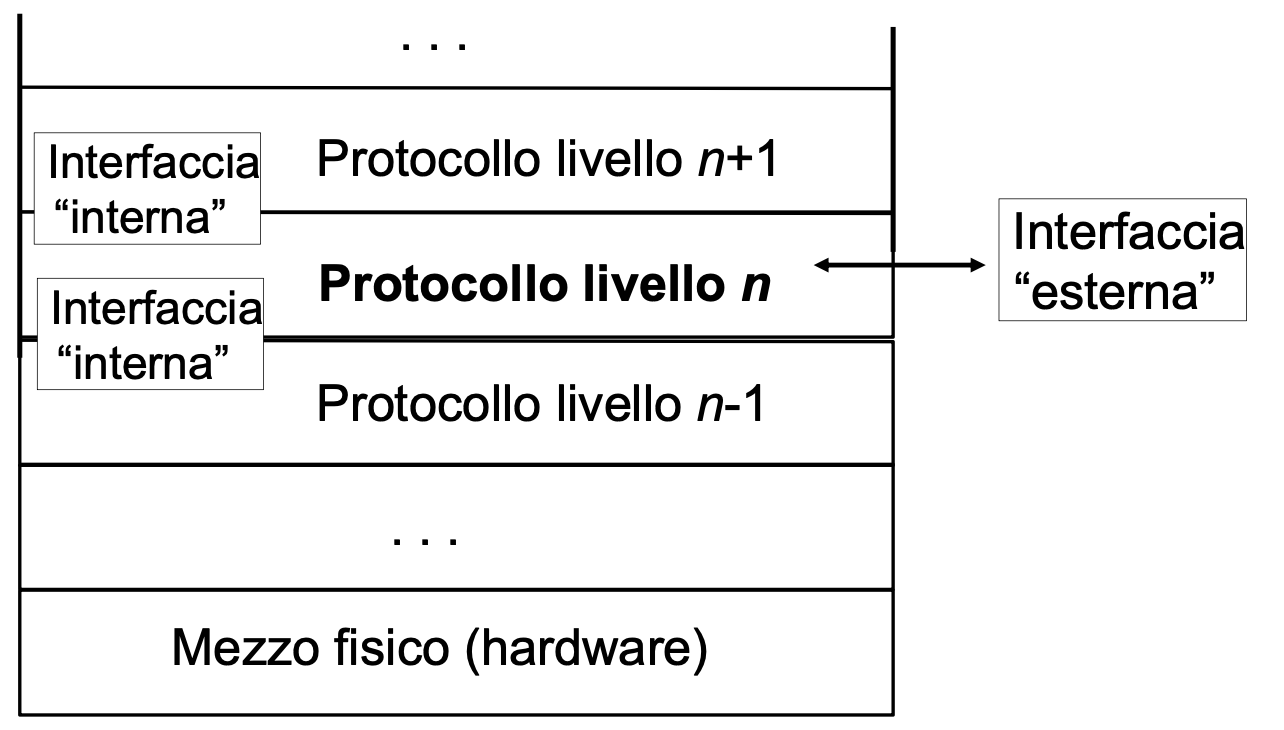 . . .
Interfaccia
“interna”
Protocollo livello n+1
Interfaccia
“esterna”
Protocollo livello n
Interfaccia
“interna”
Protocollo livello n-1
. . .
Mezzo fisico (hardware)